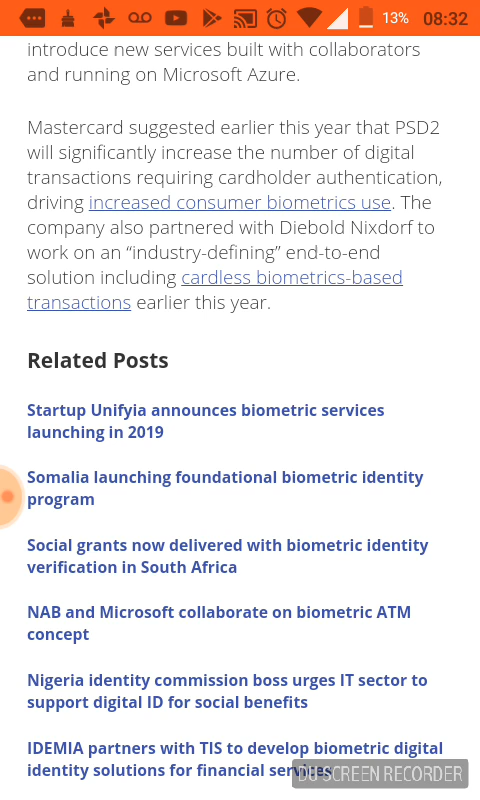 13% 08:32
introduce new services built with collaborators
and running on Microsoft Azure.
Mastercard suggested earlier this year that PSD2
will significantly increase the number of digital
transactions requiring cardholder authentication,
driving increased consumer biometrics use. The
company also partnered with Diebold Nixdorf to
work on an “industry-defining” end-to-end
solution including cardless biometrics-based
transactions earlier this year.
Related Posts
Startup Unifyia announces biometric services
launching in 2019
Somalia launching foundational biometric identity
program
Social grants now delivered with biometric identity
verification in South Africa
NAB and Microsoft collaborate on biometric ATM
concept
Nigeria identity commission boss urges IT sector to
support digital ID for social benefits
IDEMIA partners with TIS to develop biometric digital
identity solutions for financial services
DU SCREEN RECORDER